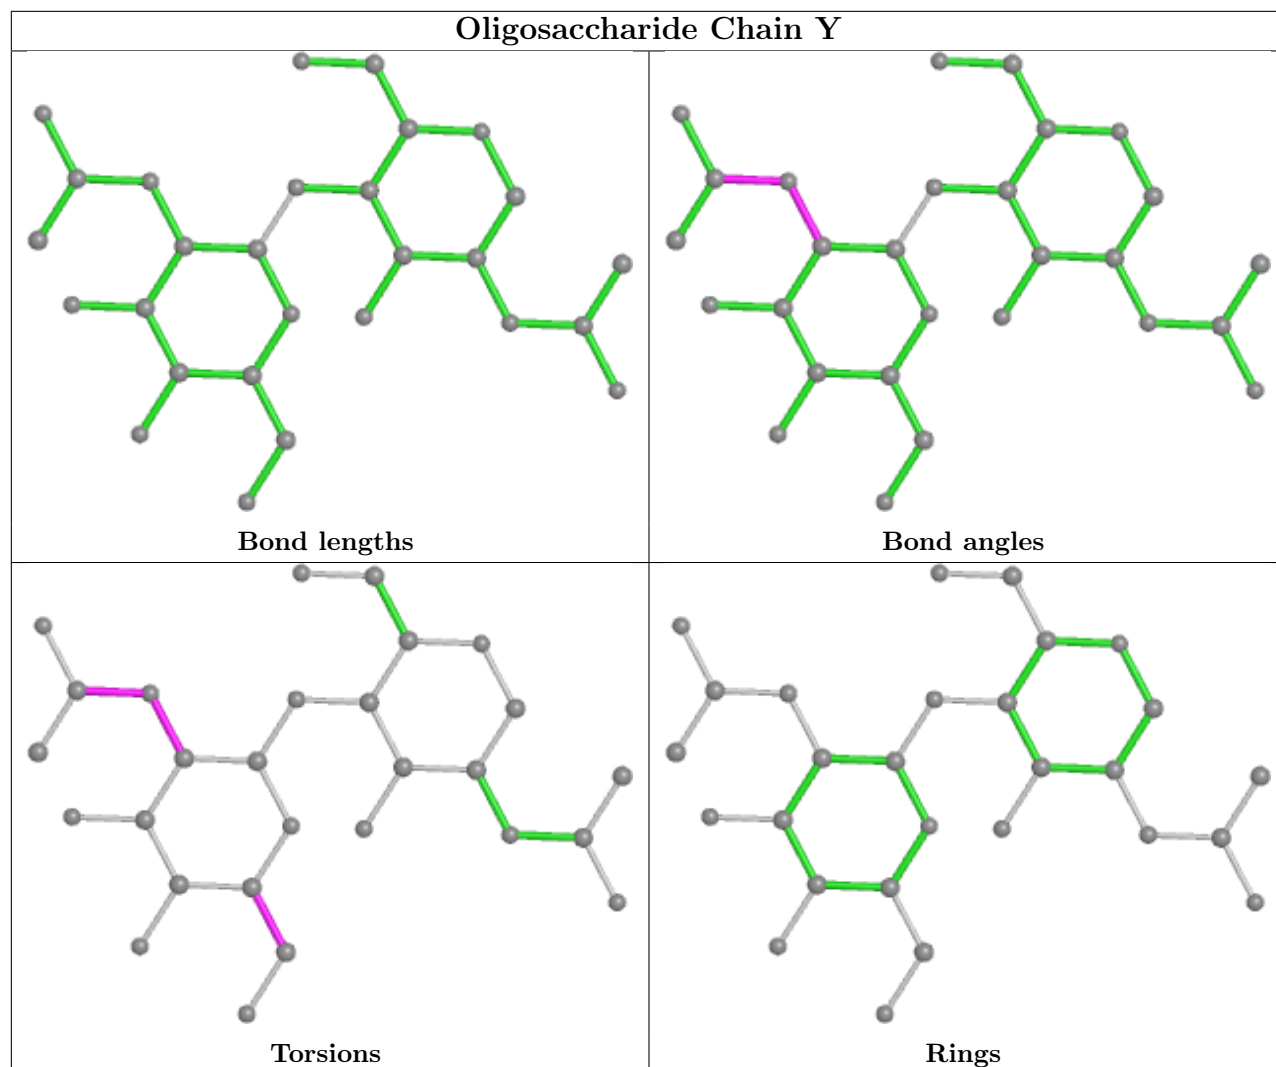 Oligosaccharide Chain Y
Bond lengths
Bond angles
Torsions
Rings